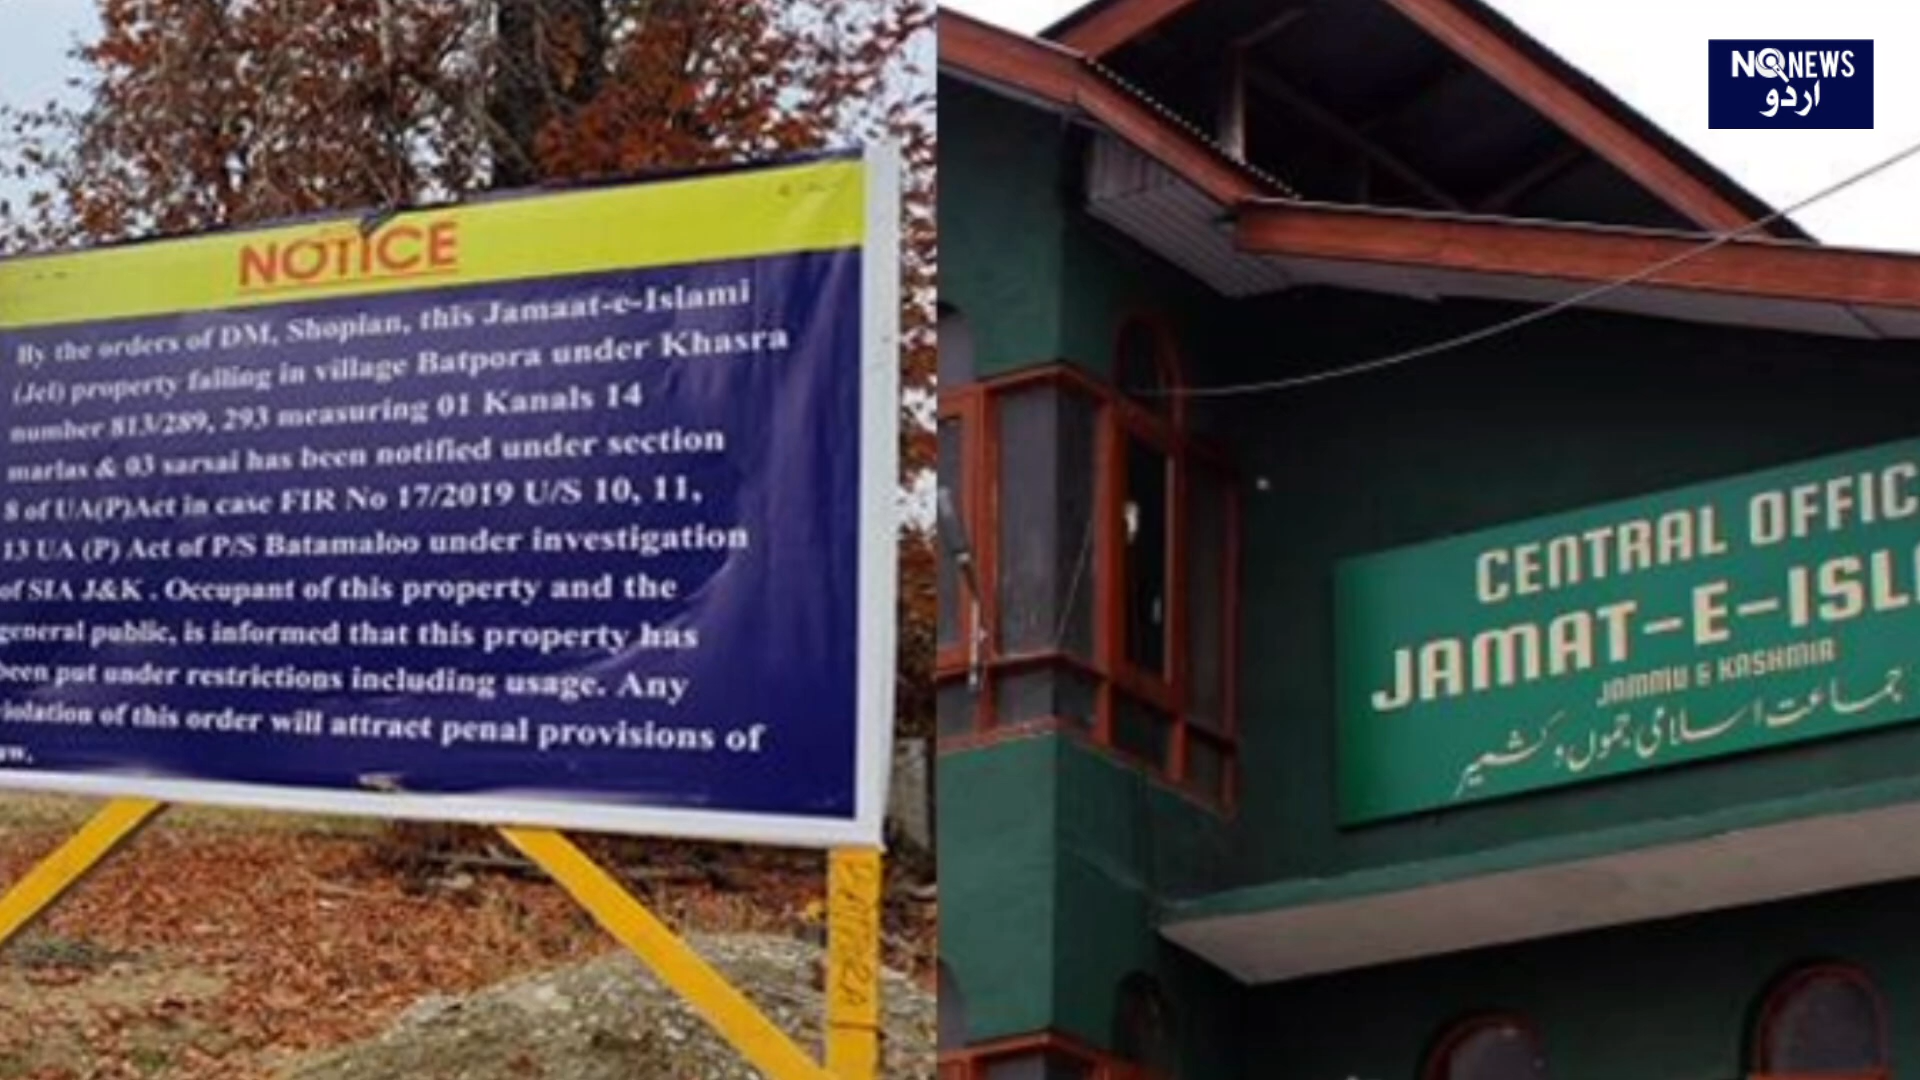 NOTICE
By the orders of DM, Shopian, this Jamaat-e-Islami
(JeI) property falling in village Batpora under Khasra
number 813/289, 293 measuring 01 Kanals 14
marlas & 03 sarsai has been notified under section
8 of UA(P)Act in case FIR No 17/2019 U/S 10, 11,
13 UA (P) Act of P/S Batamaloo under investigation
of SIA J&K . Occupant of this property and the
general public, is informed that this property has
been put under restrictions including usage. Any
violation of this order will attract penal provisions of
NQNEWS
اردو
CENTRAL OFFIC
JAMAT-E-ISL
JAMMU & KASHMIR
جماعت اسلامی جموں و کشمیر